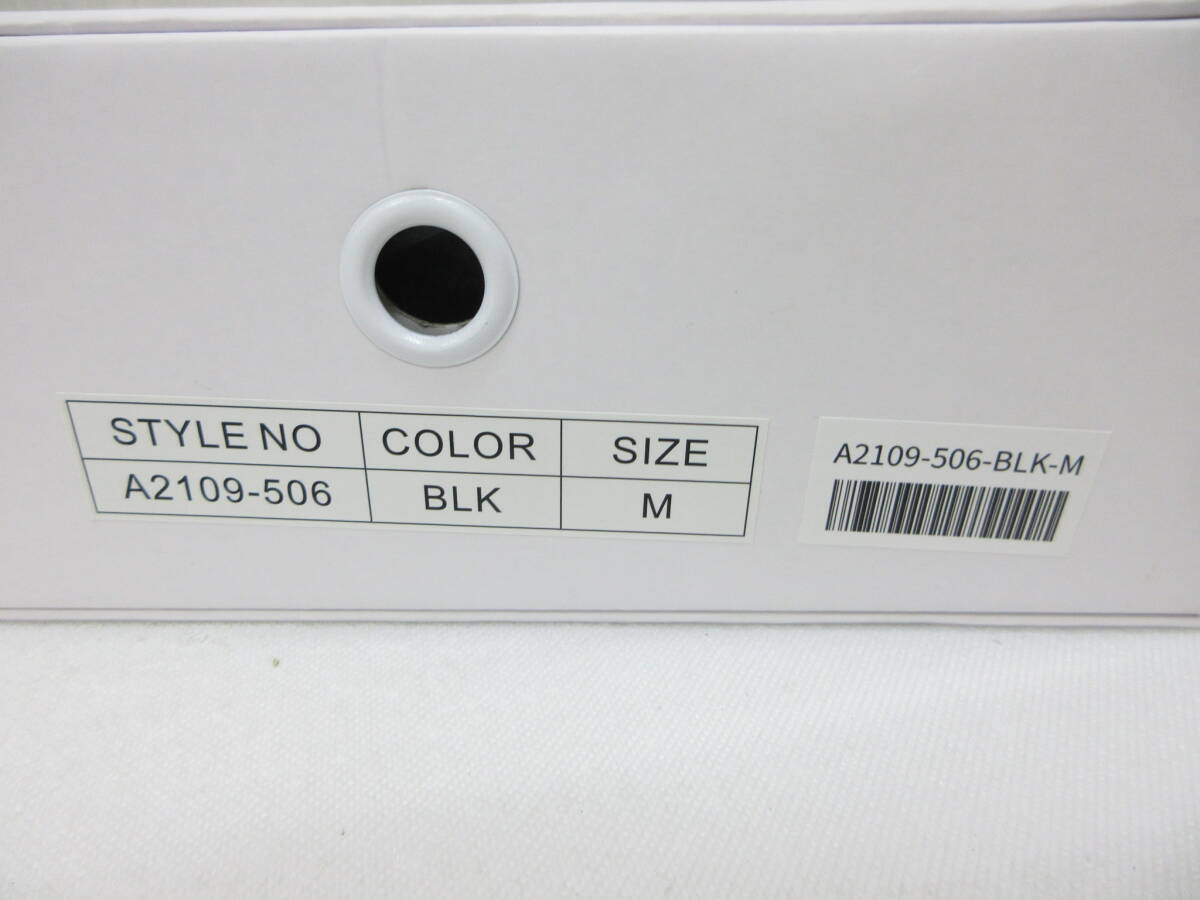 STYLE NO COLOR SIZE
A2109-506 BLK M
A2109-506-BLK-M